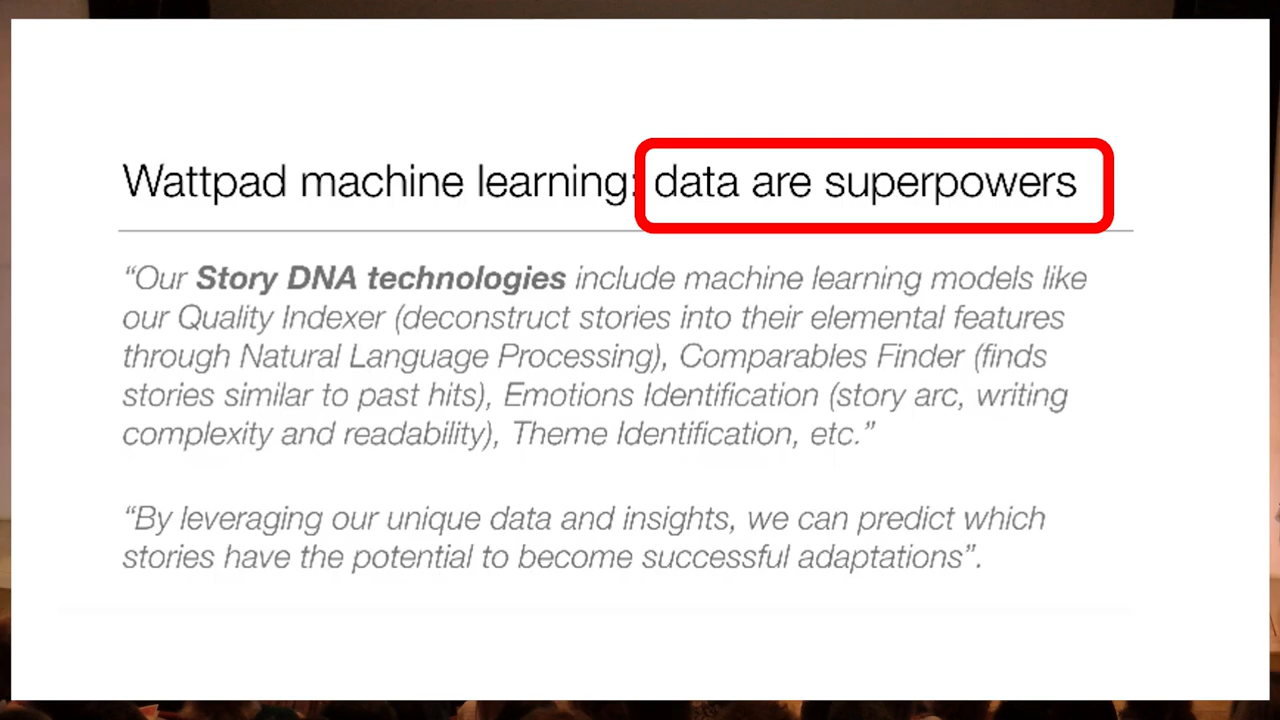 Wattpad machine learning: data are superpowers
“Our Story DNA technologies include machine learning models like
our Quality Indexer (deconstruct stories into their elemental features
through Natural Language Processing), Comparables Finder (finds
stories similar to past hits), Emotions Identification (story arc, writing
complexity and readability), Theme Identification, etc.”
“By leveraging our unique data and insights, we can predict which
stories have the potential to become successful adaptations”.